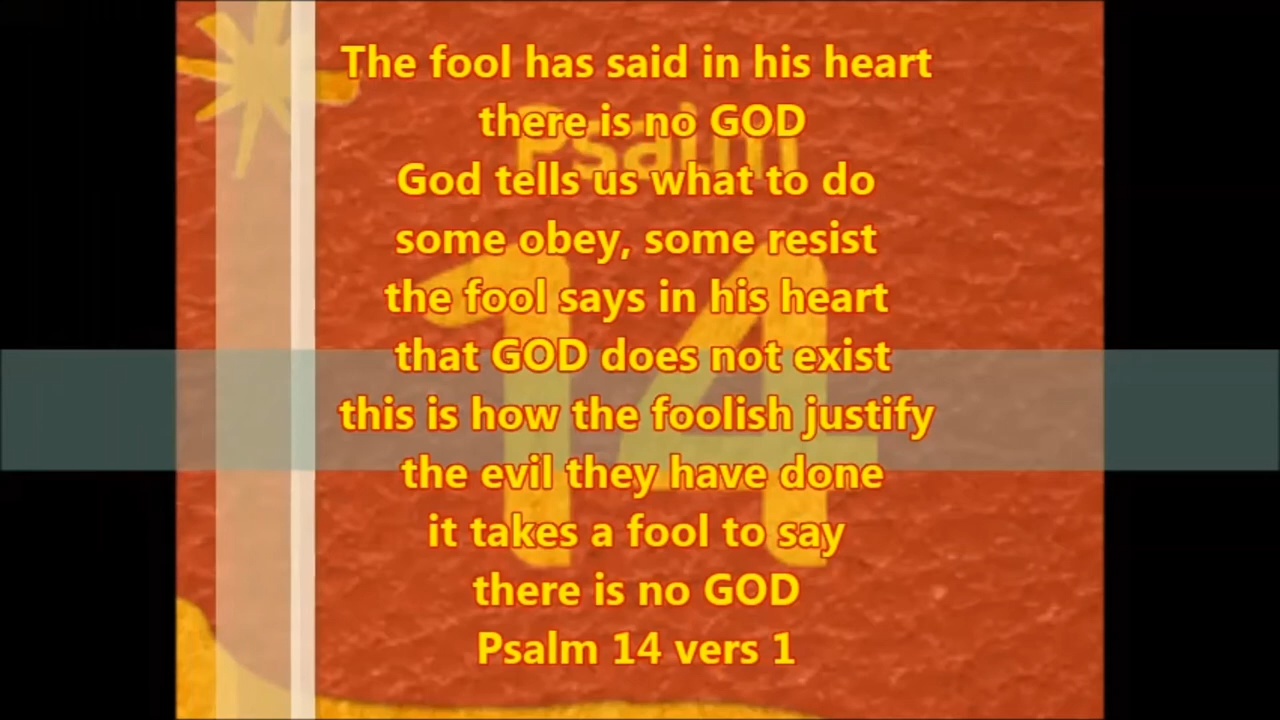 The fool has said in his heart
there is no GOD
Psalm
God tells us what to do
some obey, some resist
the fool says in his heart
14
that GOD does not exist
this is how the foolish justify
the evil they have done
it takes a fool to say
there is no GOD
Psalm 14 vers 1